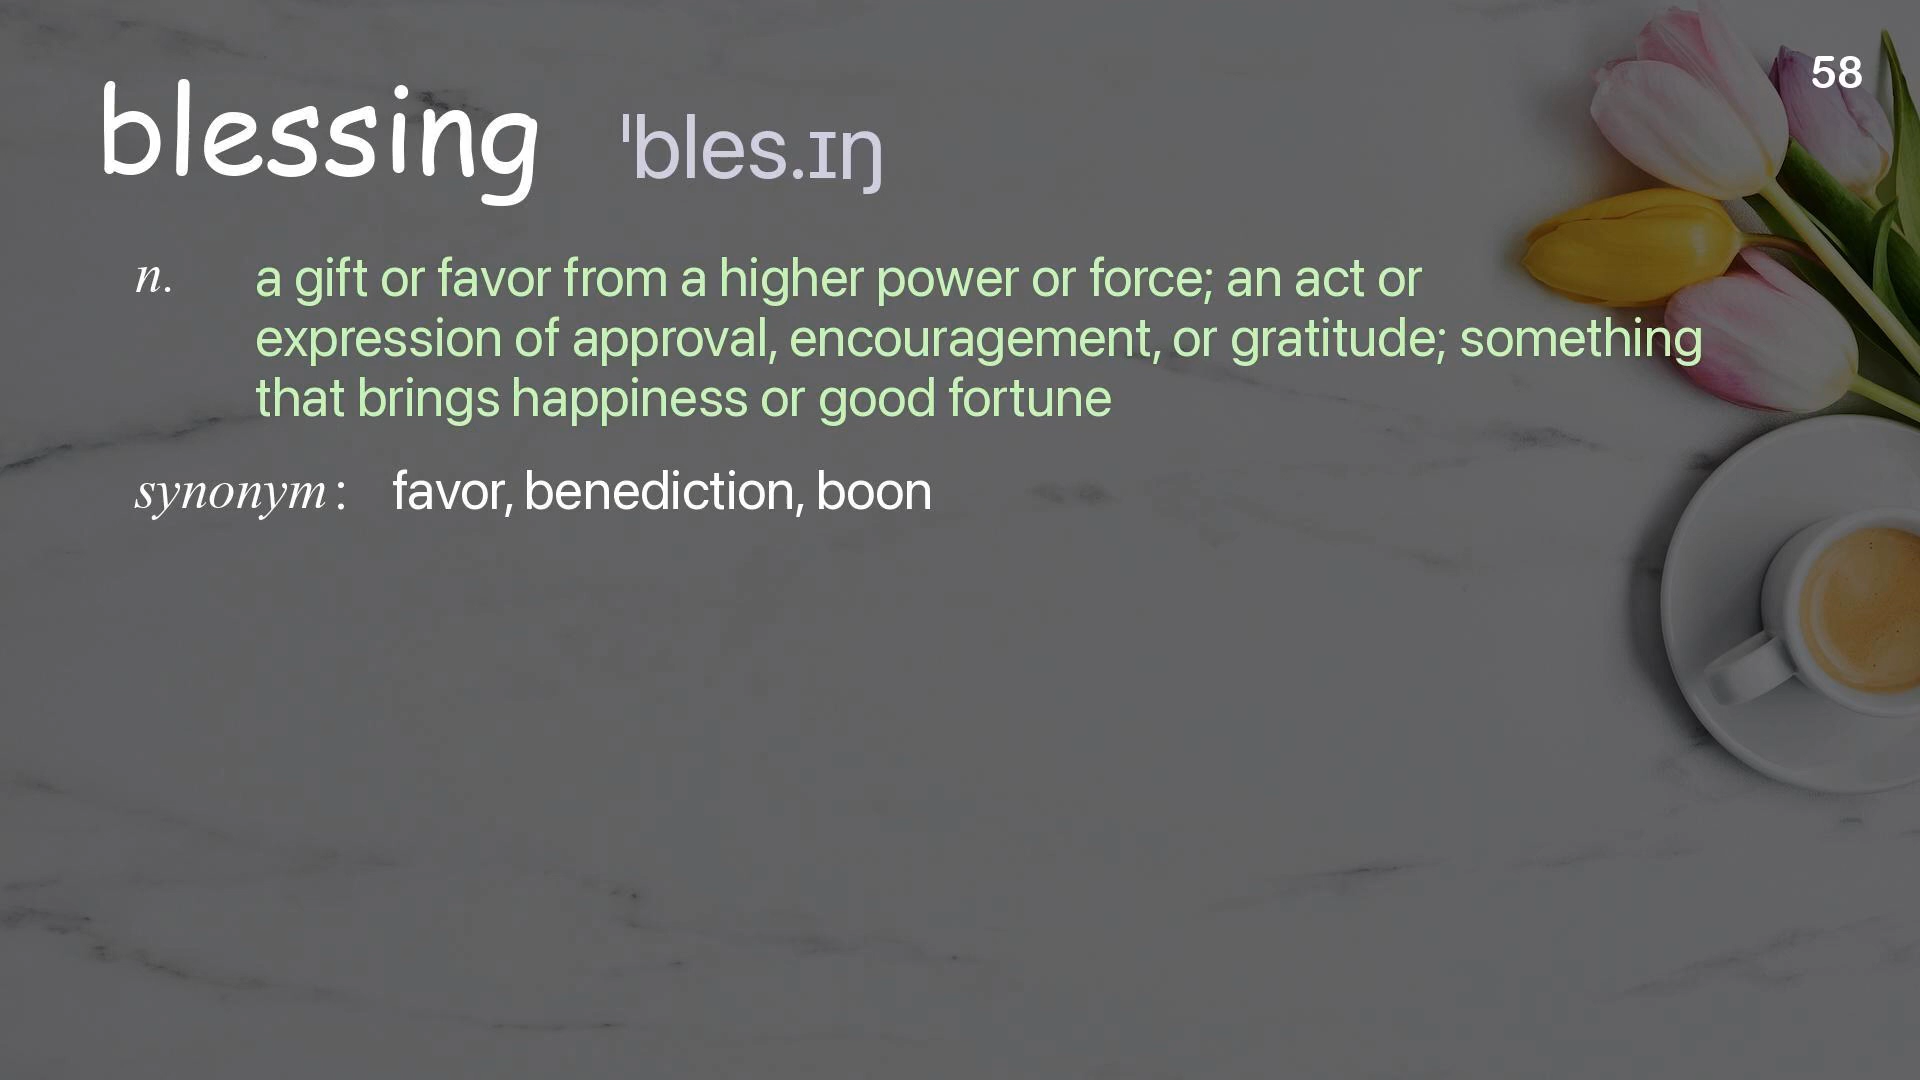 58
blessing ˈbles.ɪŋ
n. a gift or favor from a higher power or force; an act or
expression of approval, encouragement, or gratitude; something
that brings happiness or good fortune
synonym: favor, benediction, boon